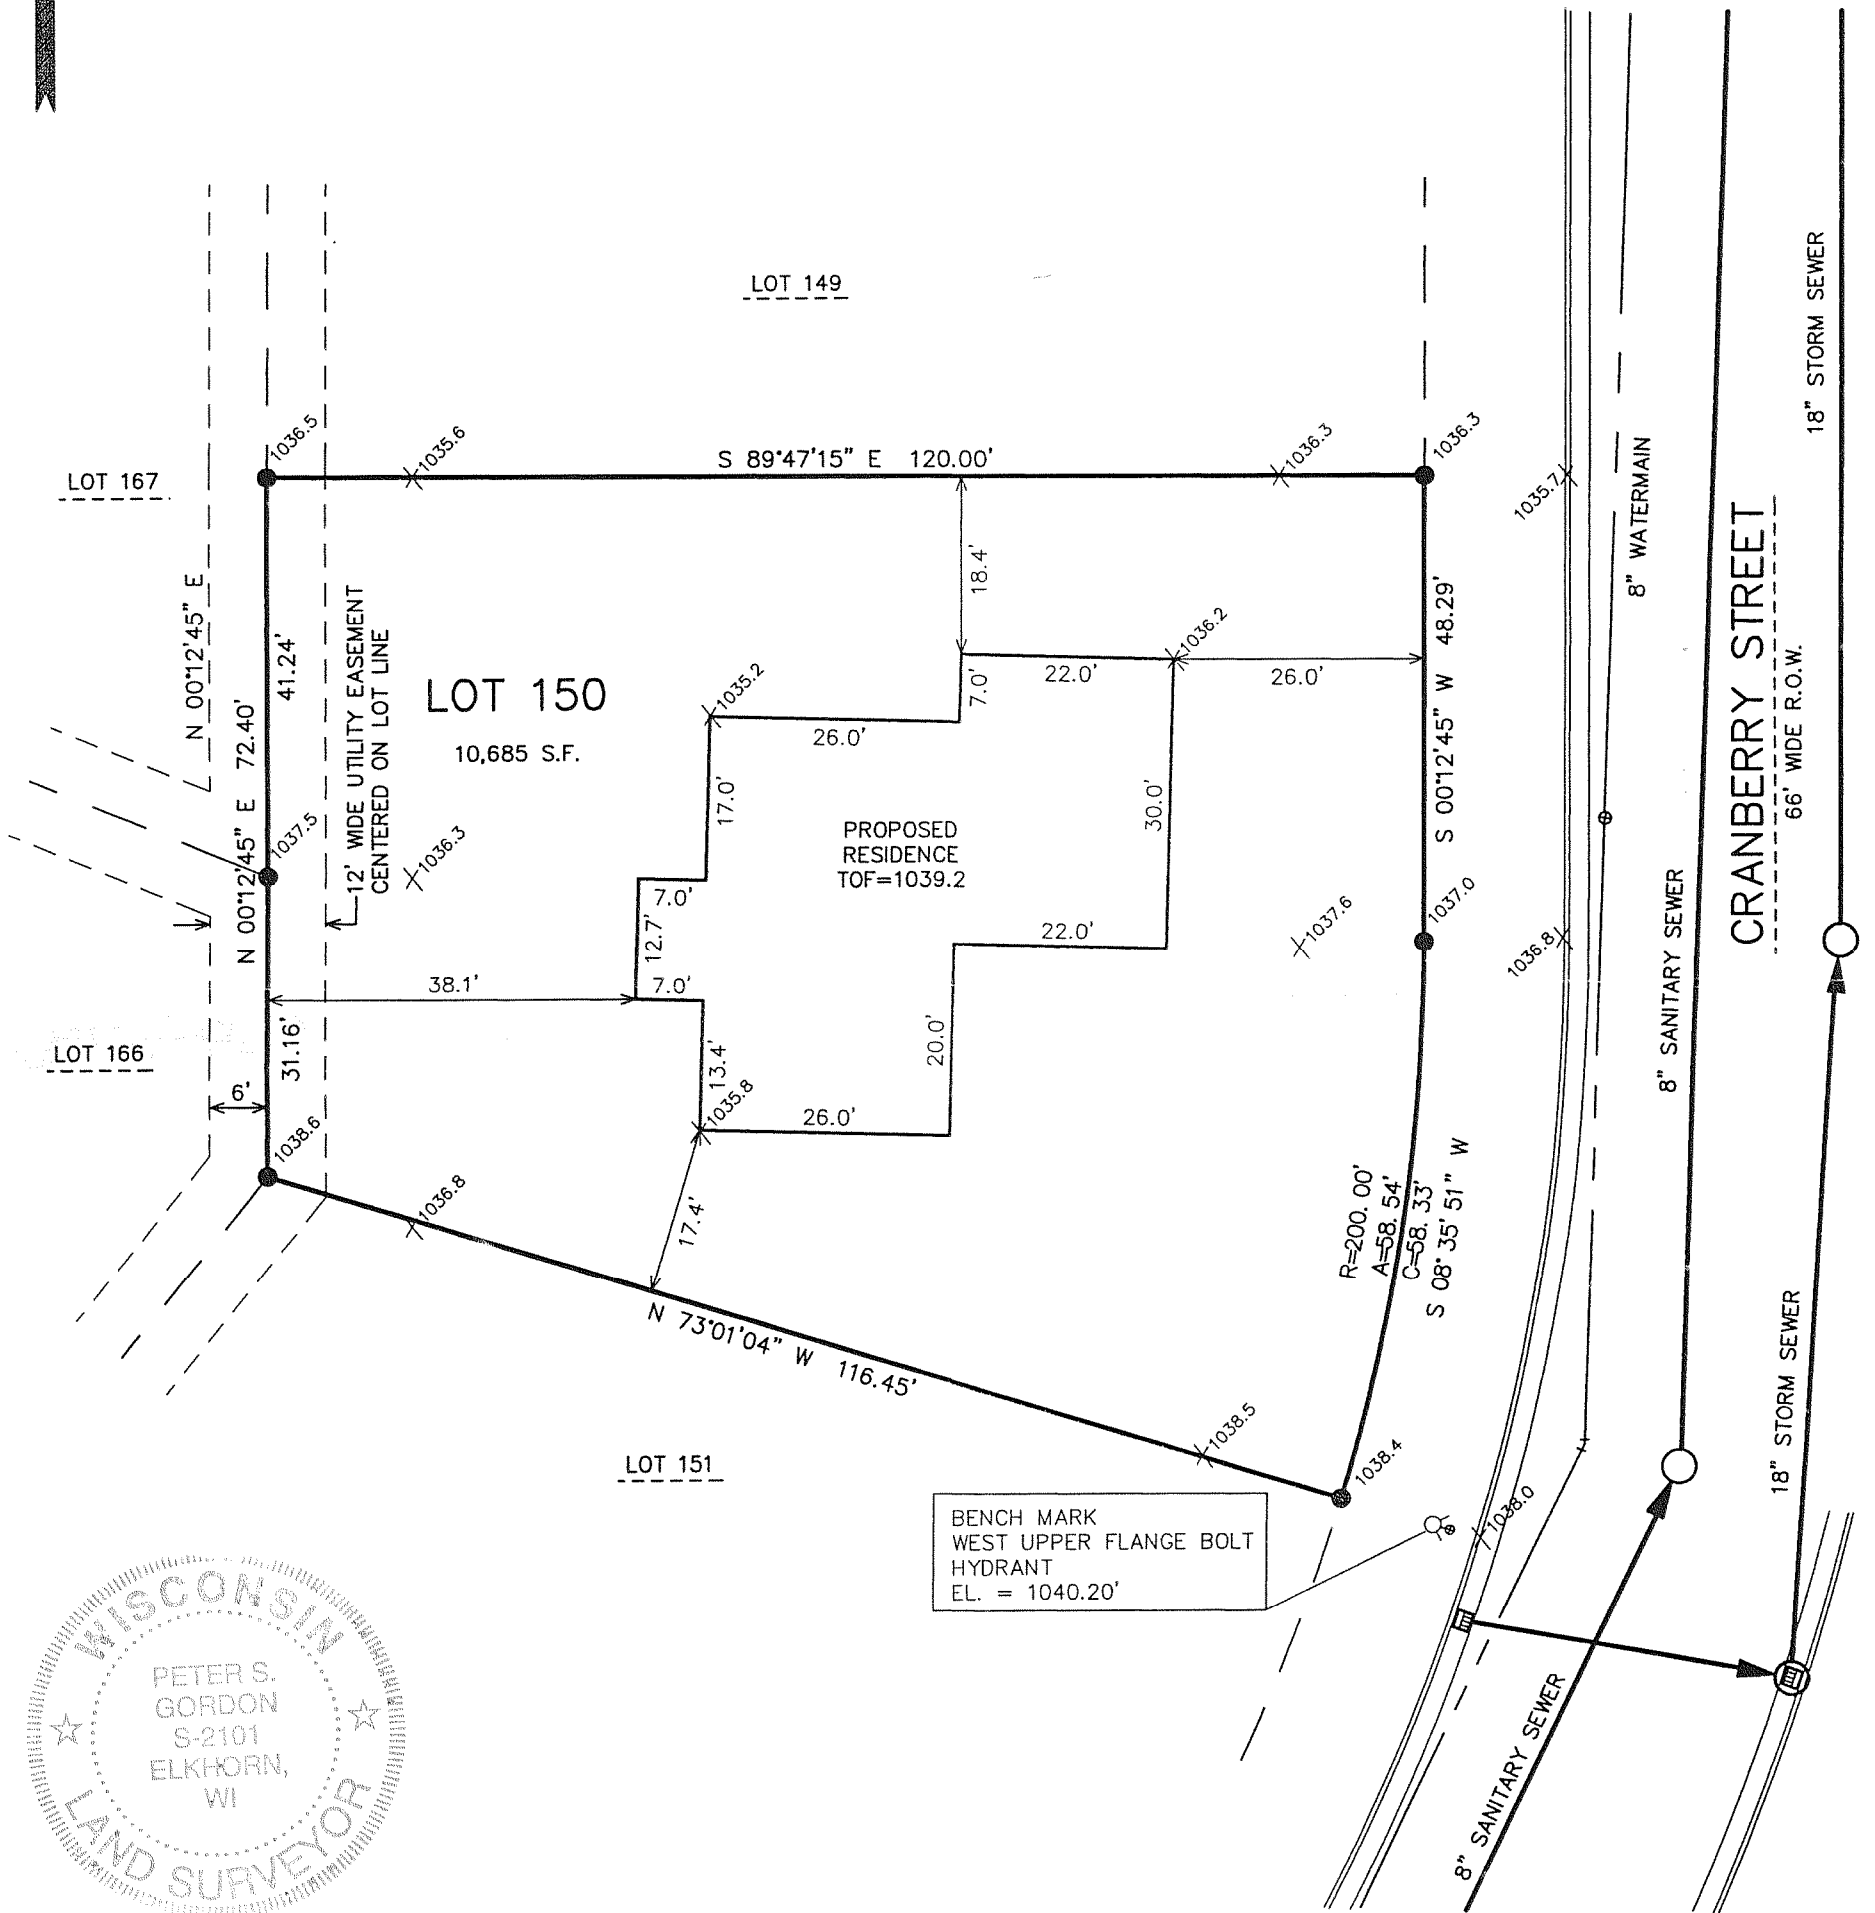 LOT 149
18" STORM SEWER
1036.5
1035.6
S 89°47'15" E 120.00'
1036.3
1036.3
LOT 167
1035.7
8" WATERMAIN
18.4'
N 00°12'45" E
41.24'
12' WIDE UTILITY EASEMENT
CENTERED ON LOT LINE
LOT 150
10,685 S.F.
1035.2
7.0'
22.0'
1036.2
26.0'
S 00°12'45" W 48.29'
CRANBERRY STREET
66' WIDE R.O.W.
N 00°12'45" E 72.40'
26.0'
17.0'
30.0'
PROPOSED
RESIDENCE
TOF=1039.2
1037.5
1036.3
7.0'
12.7'
22.0'
1037.6
1037.0
1036.8
8" SANITARY SEWER
38.1'
7.0'
LOT 166
31.16'
6'
13.4'
20.0'
1035.8
26.0'
1038.6
1036.8
17.4'
R=200.00'
A=58.54'
C=58.33'
S 08°35'51" W
N 73°01'04" W 116.45'
18" STORM SEWER
LOT 151
1038.5
1038.4
1038.0
BENCH MARK
WEST UPPER FLANGE BOLT
HYDRANT
EL. = 1040.20'
8" SANITARY SEWER
WISCONSIN
PETER S.
GORDON
S-2101
ELKHORN,
WI
LAND SURVEYOR